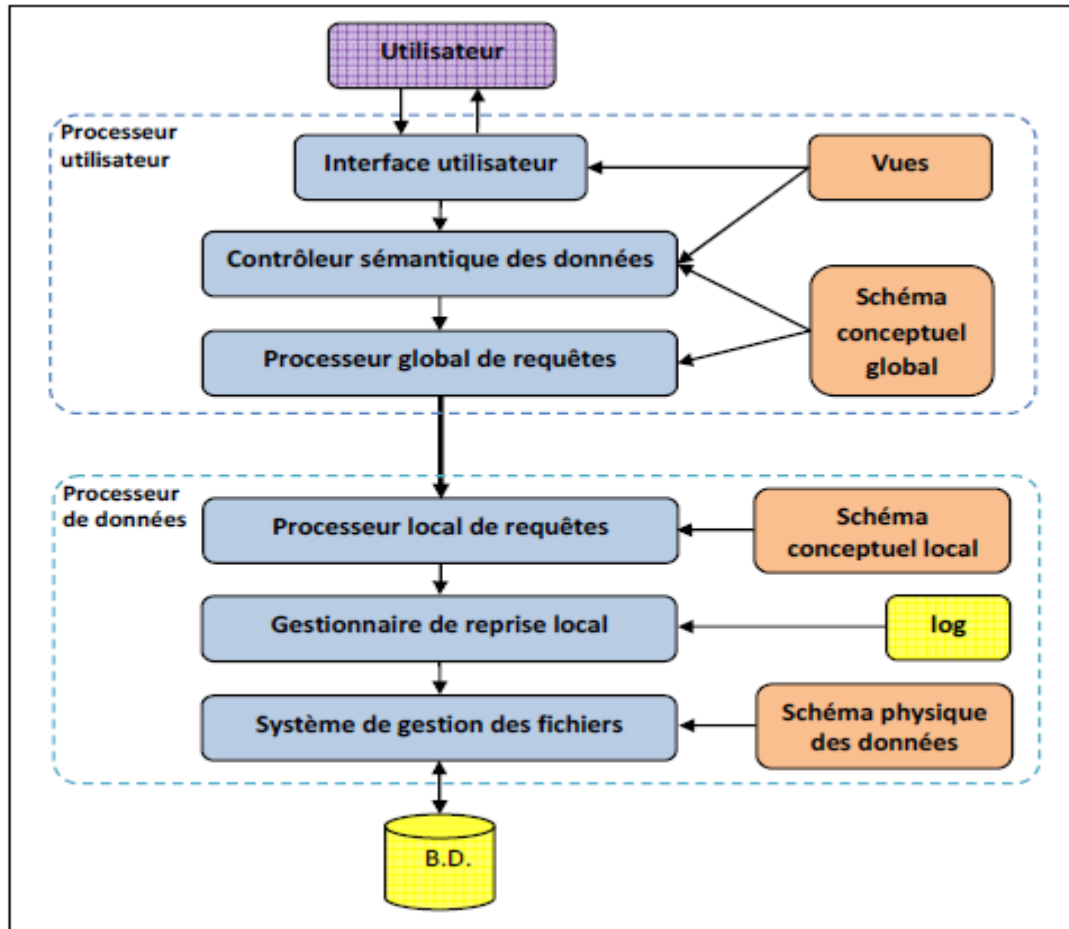 Utilisateur
Processeur
utilisateur
Interface utilisateur
Vues
Contrôleur sémantique des données
Schéma
conceptuel
global
Processeur global de requêtes
Processeur
de données
Processeur local de requêtes
Schéma
conceptuel local
Gestionnaire de reprise local
log
Système de gestion des fichiers
Schéma physique
des données
B.D.